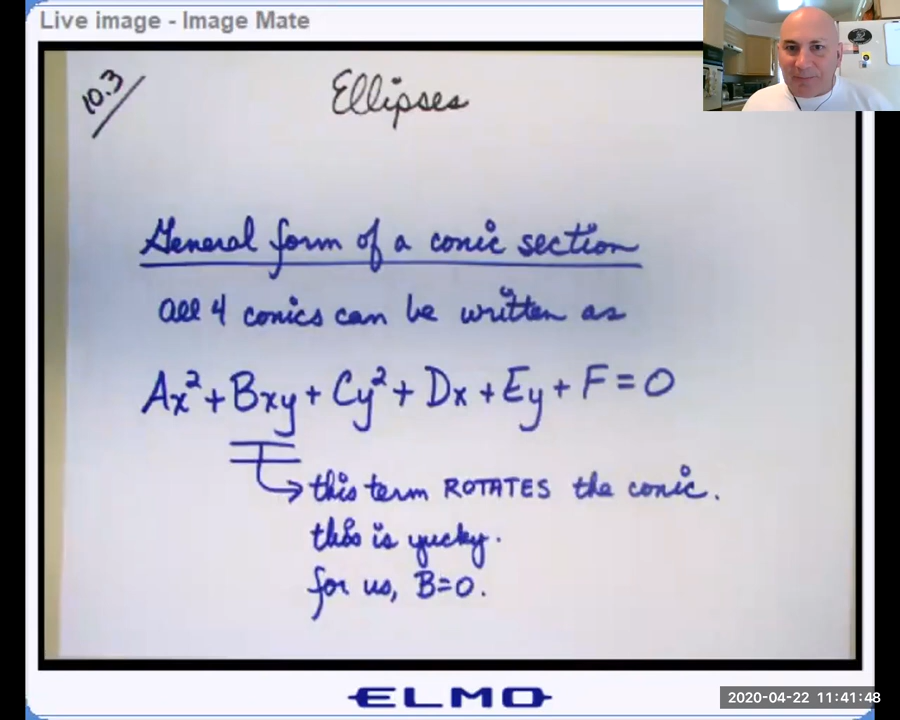 Live image - Image Mate
10.3
Ellipses
General form of a conic section
all 4 conics can be written as
Ax² + Bxy + Cy² + Dx + Ey + F = 0
this term ROTATES the conic.
this is yucky.
for us, B=0.
ELMO
2020-04-22 11:41:48